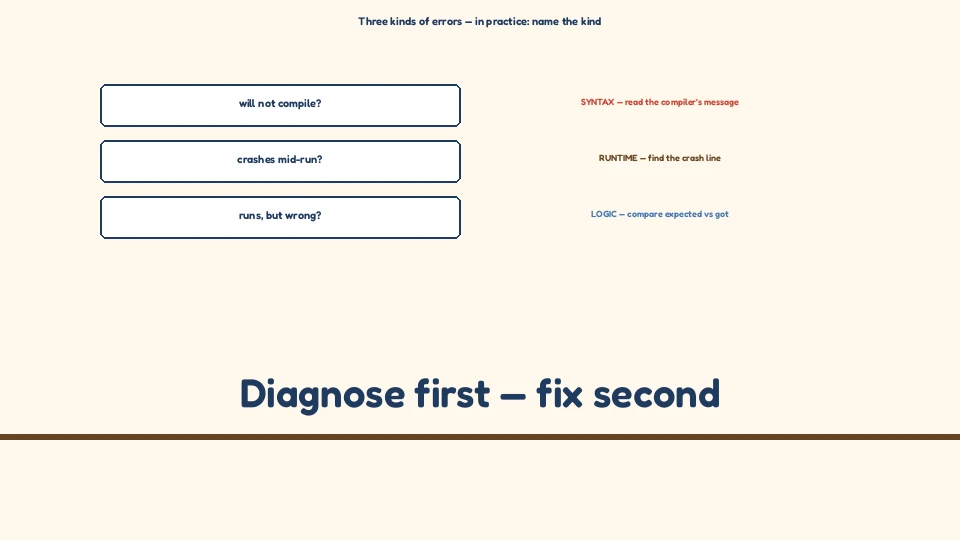 Three kinds of errors — in practice: name the kind
will not compile?
SYNTAX — read the compiler's message
crashes mid-run?
RUNTIME — find the crash line
runs, but wrong?
LOGIC — compare expected vs got
Diagnose first — fix second